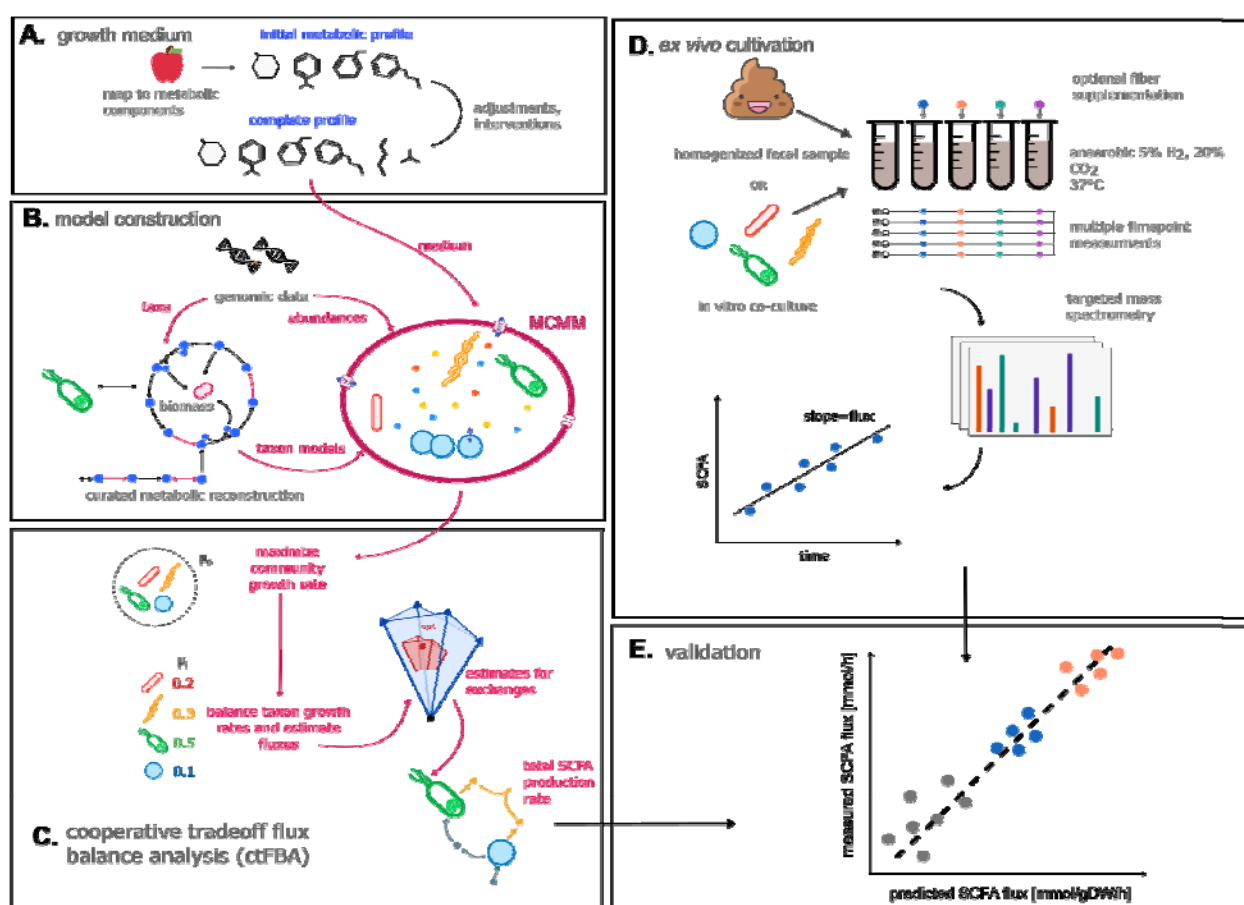 A. growth medium
initial metabolic profile
map to metabolic
components
adjustments,
interventions
complete profile
B. model construction
medium
genomic data
taxa
abundances
MCMM
biomass
taxon models
curated metabolic reconstruction
maximize
community
growth rate
0.2
0.3
0.5
0.1
balance taxon growth
rates and estimate
fluxes
opt
estimates for
exchanges
total SCFA
production
rate
C. cooperative tradeoff flux
balance analysis (ctFBA)
D. ex vivo cultivation
optional fiber
supplementation
homogenized fecal sample
OR
in vitro co-culture
anaerobic 5% H2, 20%
CO2
37°C
multiple timepoint
measurments
targeted mass
spectrometry
slope=flux
SCFA
time
E. validation
measured SCFA flux [mmol/h]
predicted SCFA flux [mmol/gDW/h]